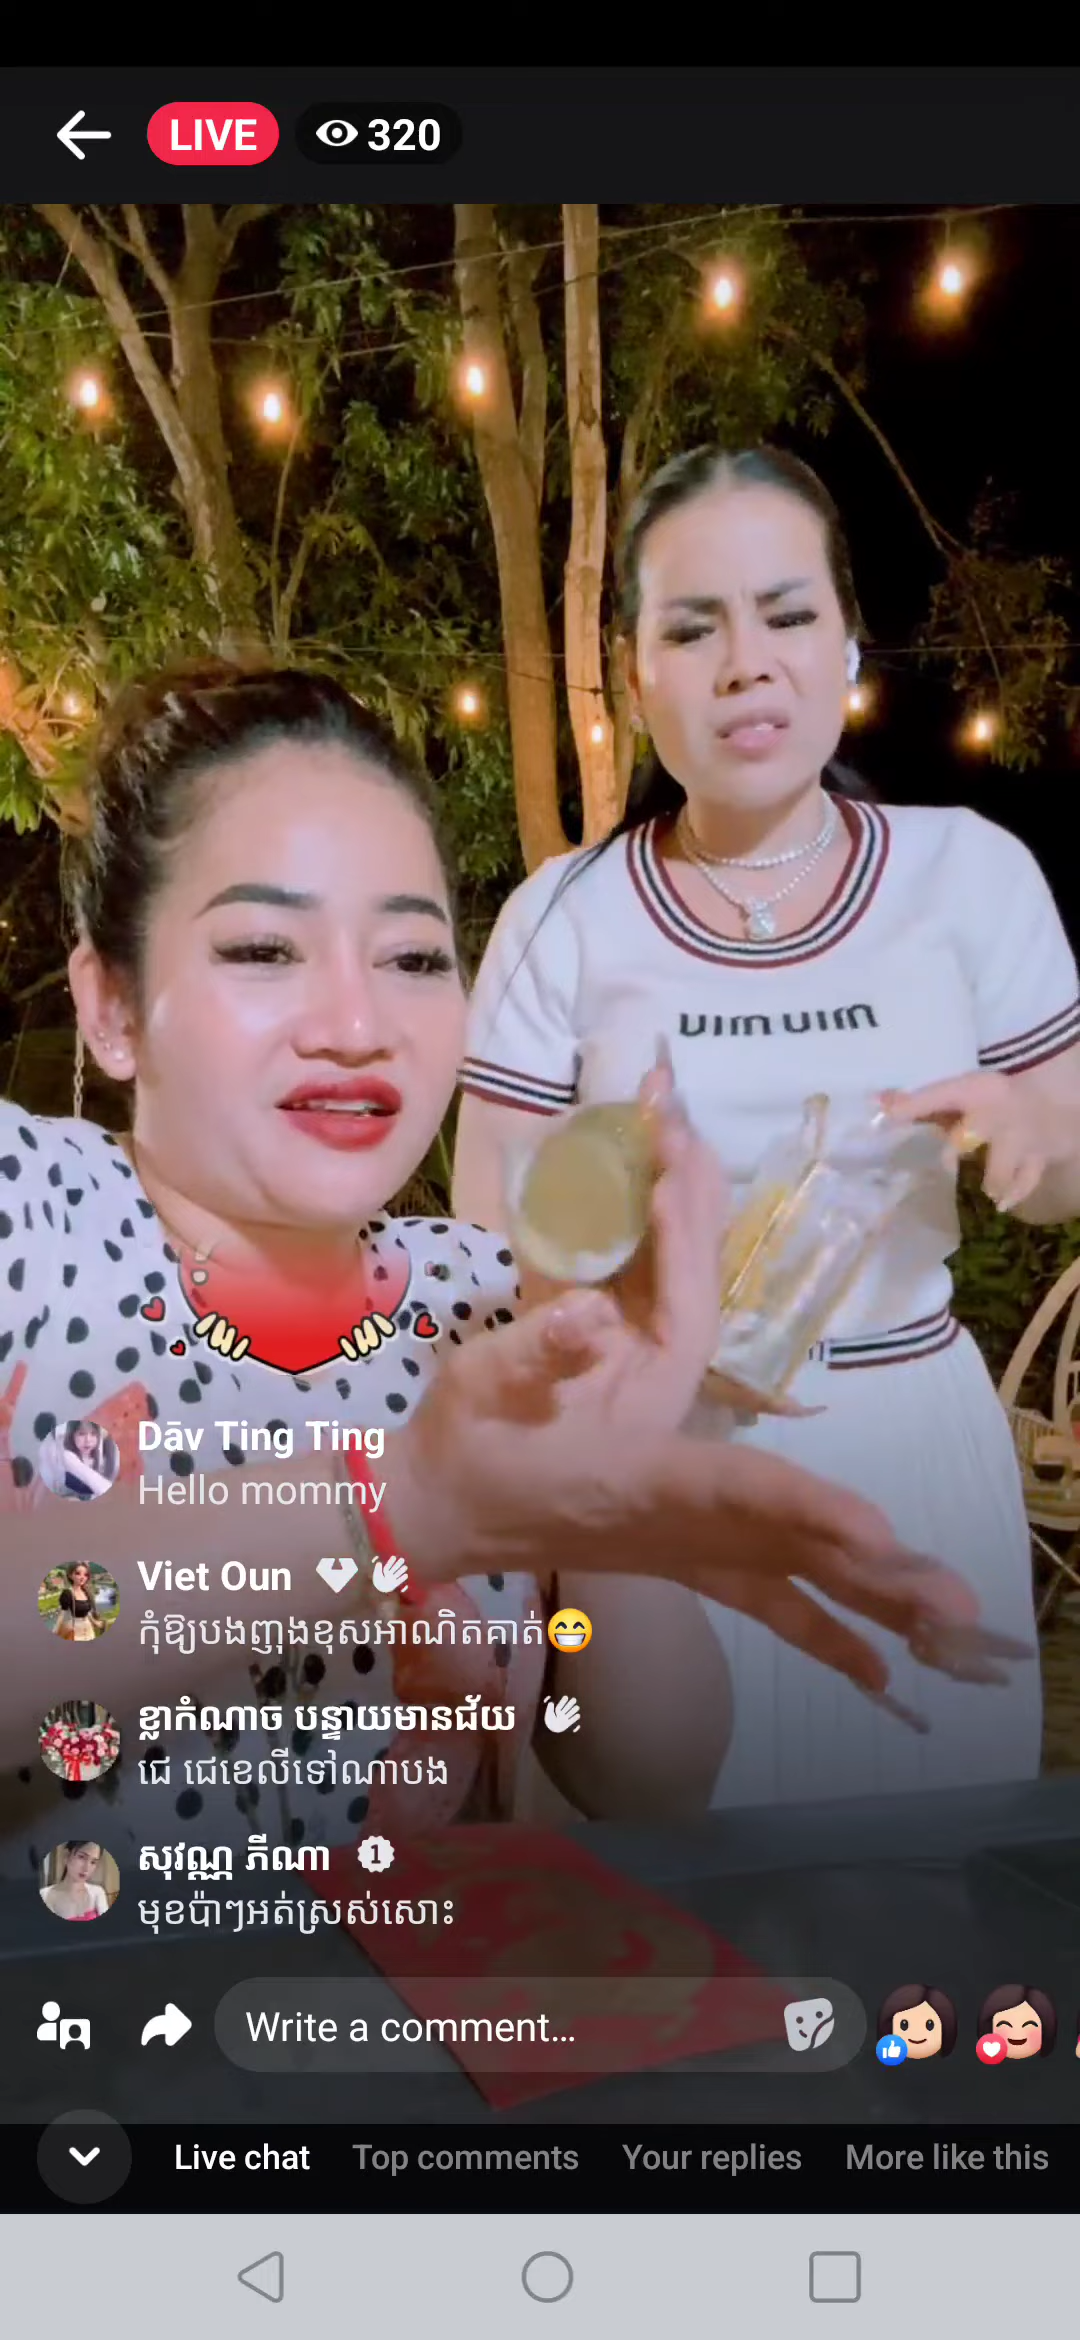 LIVE
320
Dāv Ting Ting
Hello mommy
Viet Oun
កុំឱ្យបងញុងខុសអាណិតគាត់😁
ខ្លាកំណាច បន្ទាយមានជ័យ
ជេ ជេខេលីទៅណាបង
សុវណ្ណ ភីណា
1
មុខប៉ាៗអត់ស្រស់សោះ
Write a comment...
Live chat
Top comments
Your replies
More like this